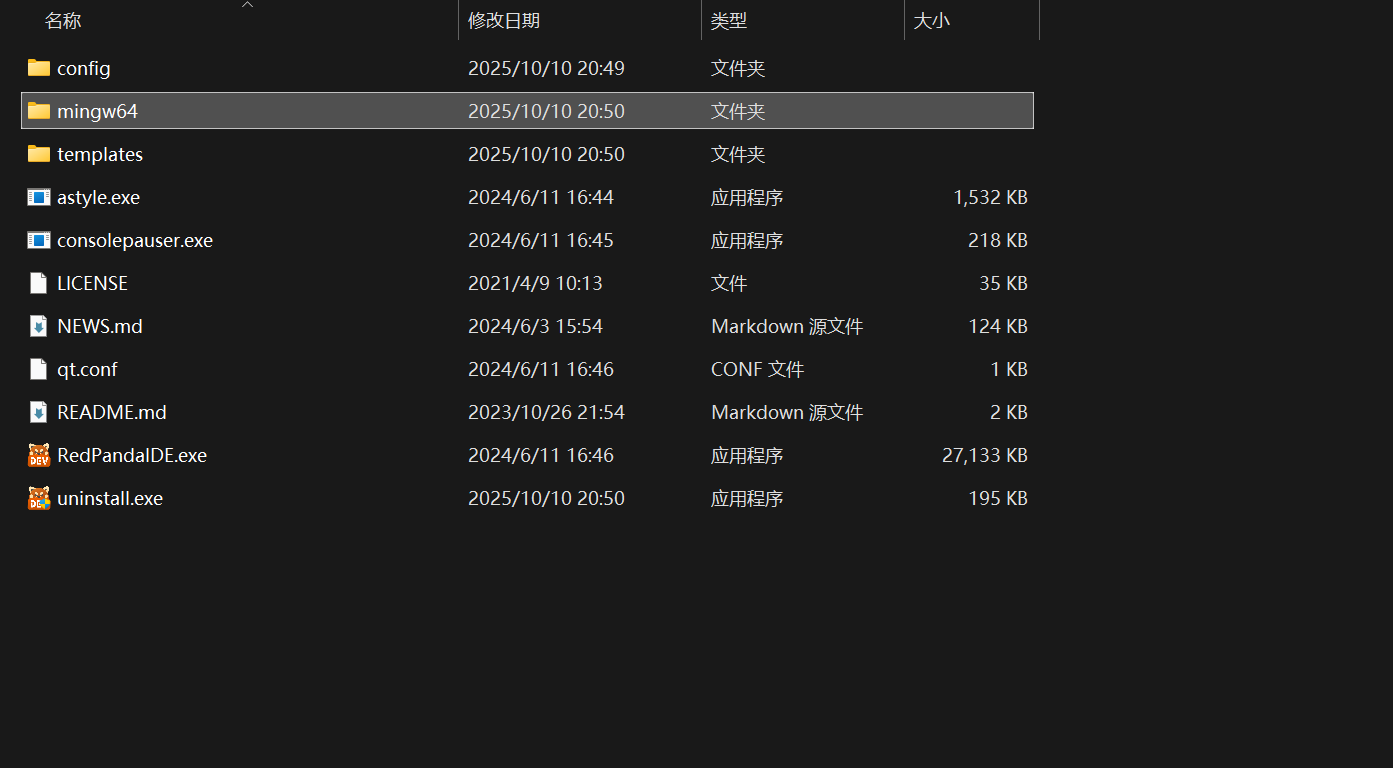 名称 修改日期 类型 大小
config 2025/10/10 20:49 文件夹
mingw64 2025/10/10 20:50 文件夹
templates 2025/10/10 20:50 文件夹
astyle.exe 2024/6/11 16:44 应用程序 1,532 KB
consolepauser.exe 2024/6/11 16:45 应用程序 218 KB
LICENSE 2021/4/9 10:13 文件 35 KB
NEWS.md 2024/6/3 15:54 Markdown 源文件 124 KB
qt.conf 2024/6/11 16:46 CONF 文件 1 KB
README.md 2023/10/26 21:54 Markdown 源文件 2 KB
RedPandaIDE.exe 2024/6/11 16:46 应用程序 27,133 KB
uninstall.exe 2025/10/10 20:50 应用程序 195 KB